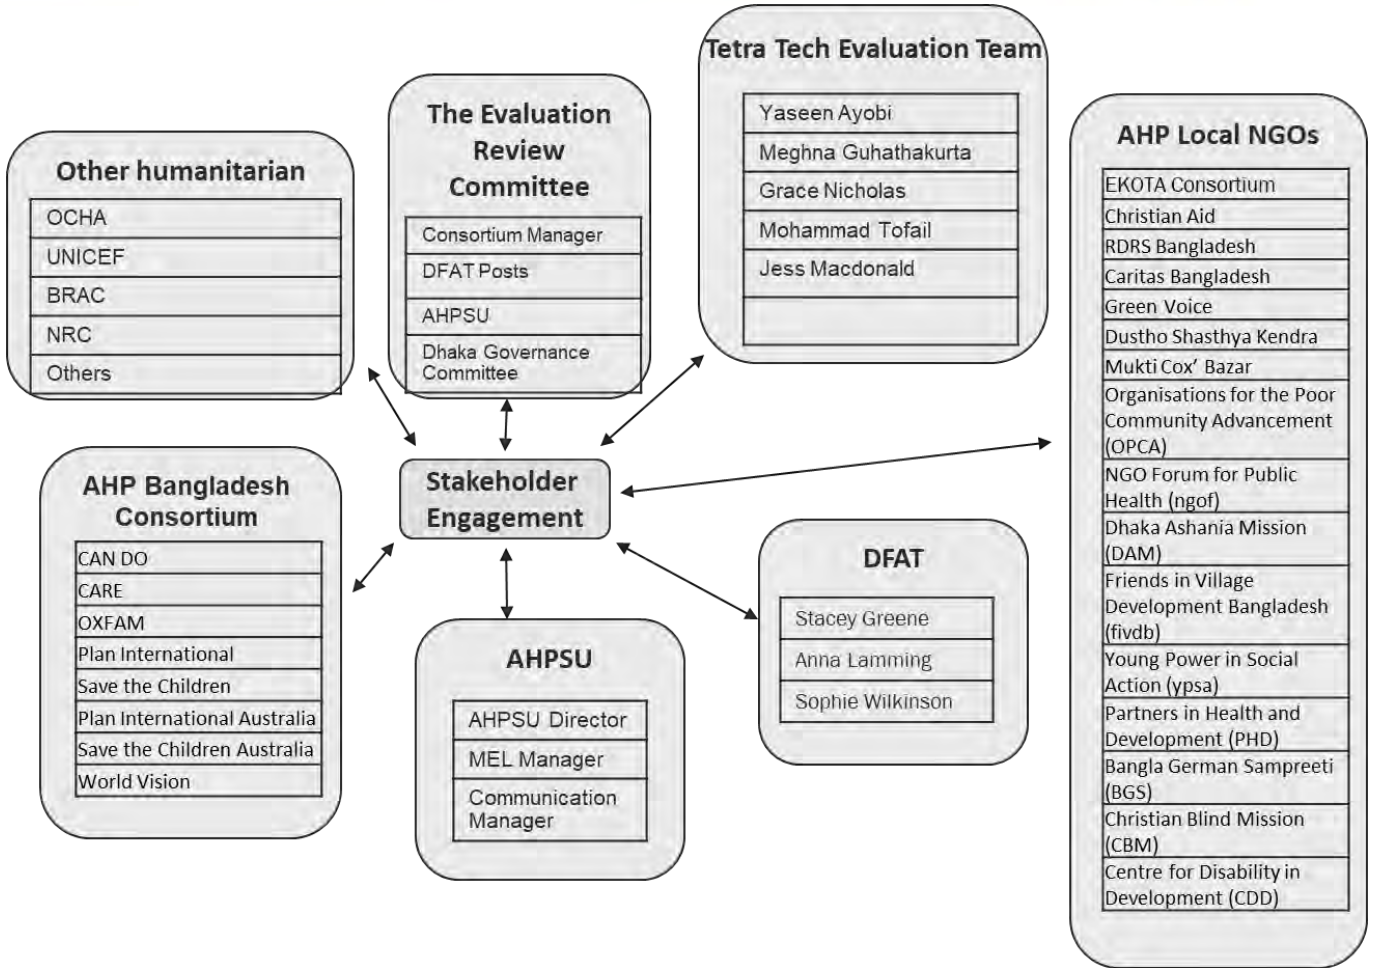 Other humanitarian
OCHA
UNICEF
BRAC
NRC
Others
The Evaluation
Review
Committee
Consortium Manager
DFAT Posts
AHPSU
Dhaka Governance
Committee
Tetra Tech Evaluation Team
Yaseen Ayobi
Meghna Guhathakurta
Grace Nicholas
Mohammad Tofail
Jess Macdonald
AHP Local NGOs
EKOTA Consortium
Christian Aid
RDRS Bangladesh
Caritas Bangladesh
Green Voice
Dustho Shasthya Kendra
Mukti Cox’ Bazar
Organisations for the Poor
Community Advancement
(OPCA)
NGO Forum for Public
Health (ngof)
Dhaka Ashania Mission
(DAM)
Friends in Village
Development Bangladesh
(fivdb)
Young Power in Social
Action (ypsa)
Partners in Health and
Development (PHD)
Bangla German Sampreeti
(BGS)
Christian Blind Mission
(CBM)
Centre for Disability in
Development (CDD)
Stakeholder
Engagement
AHP Bangladesh
Consortium
CAN DO
CARE
OXFAM
Plan International
Save the Children
Plan International Australia
Save the Children Australia
World Vision
AHPSU
AHPSU Director
MEL Manager
Communication
Manager
DFAT
Stacey Greene
Anna Lamming
Sophie Wilkinson